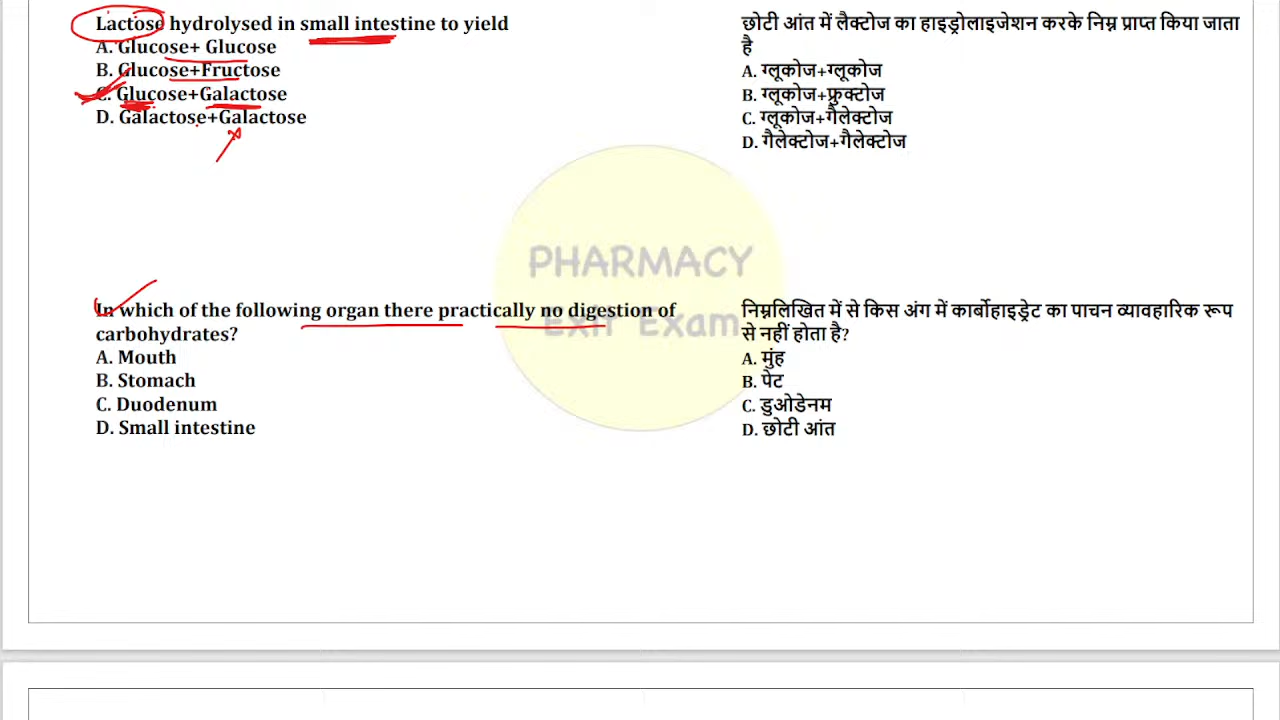 Lactose hydrolysed in small intestine to yield
A. Glucose+ Glucose
B. Glucose+Fructose
C. Glucose+Galactose
D. Galactose+Galactose
छोटी आंत में लैक्टोज का हाइड्रोलाइजेशन करके निम्न प्राप्त किया जाता
है
A. ग्लूकोज+ग्लूकोज
B. ग्लूकोज+फ्रुक्टोज
C. ग्लूकोज+गैलेक्टोज
D. गैलेक्टोज+गैलेक्टोज
PHARMACY
Exit Exam
In which of the following organ there practically no digestion of
carbohydrates?
A. Mouth
B. Stomach
C. Duodenum
D. Small intestine
निम्नलिखित में से किस अंग में कार्बोहाइड्रेट का पाचन व्यावहारिक रूप
से नहीं होता है?
A. मुंह
B. पेट
C. डुओडेनम
D. छोटी आंत